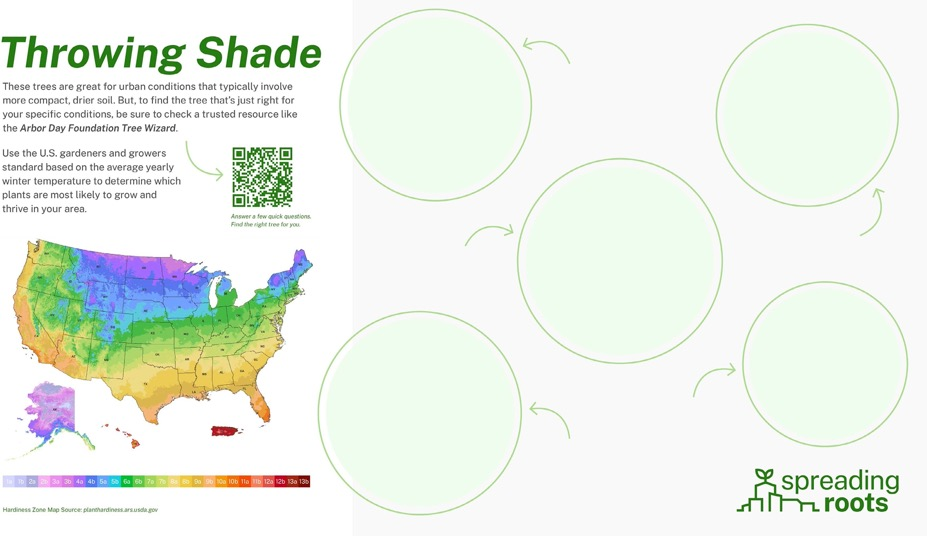 Throwing Shade
These trees are great for urban conditions that typically involve
more compact, drier soil. But, to find the tree that's just right for
your specific conditions, be sure to check a trusted resource like
the Arbor Day Foundation Tree Wizard.
Use the U.S. gardeners and growers
standard based on the average yearly
winter temperature to determine which
plants are most likely to grow and
thrive in your area.
Answer a few quick questions.
Find the right tree for you.
1a 1b 2a 2b 3a 3b 4a 4b 5a 5b 6a 6b 7a 7b 8a 8b 9a 9b 10a 10b 11a 11b 12a 12b 13a 13b
Hardiness Zone Map Source: planthardiness.ars.usda.gov
spreading
roots